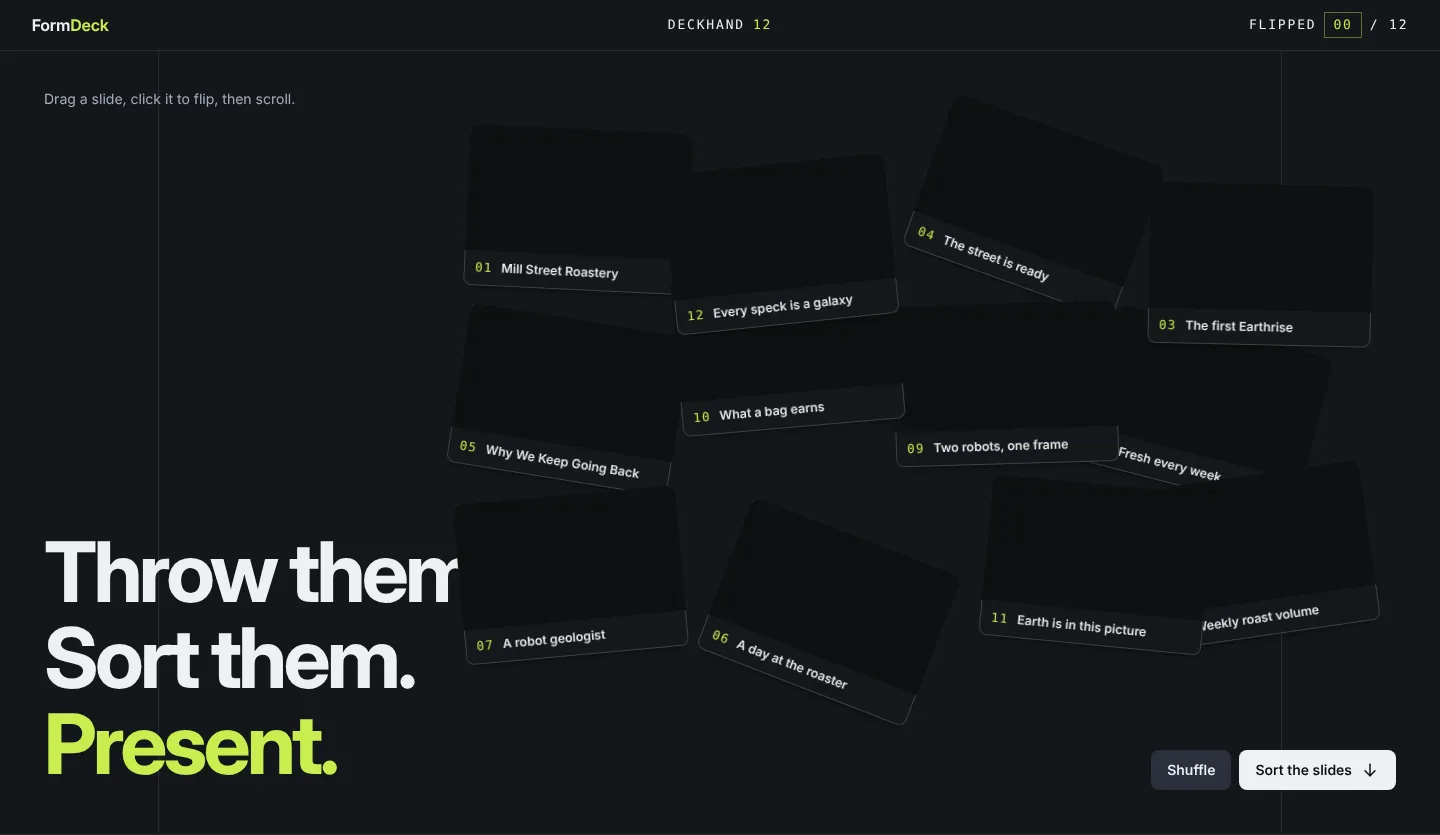 FormDeck
DECKHAND 12
FLIPPED 00 / 12
Drag a slide, click it to flip, then scroll.
04 The street is ready
01 Mill Street Roastery
12 Every speck is a galaxy
03 The first Earthrise
10 What a bag earns
05 Why We Keep Going Back
09 Two robots, one frame
Fresh every week
07 A robot geologist
06 A day at the roaster
11 Earth is in this picture
roast volume
Throw them
Sort them.
Present.
Shuffle
Sort the slides